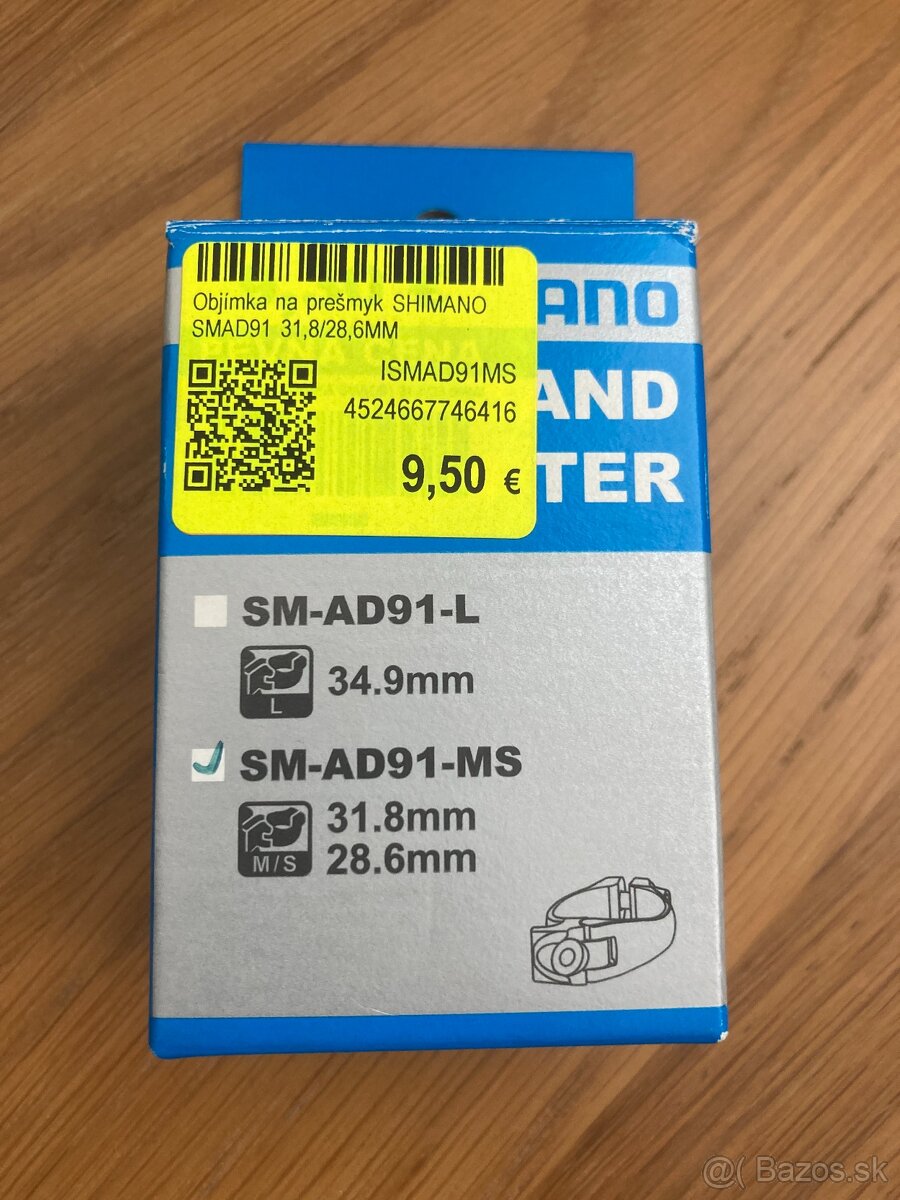 Objímka na prešmyk SHIMANO
SMAD91 31,8/28,6MM
ISMAD91MS
4524667746416
9,50 €
ANO
AND
TER
SM-AD91-L
L
34.9mm
SM-AD91-MS
M/S
31.8mm
28.6mm
@( Bazos.sk